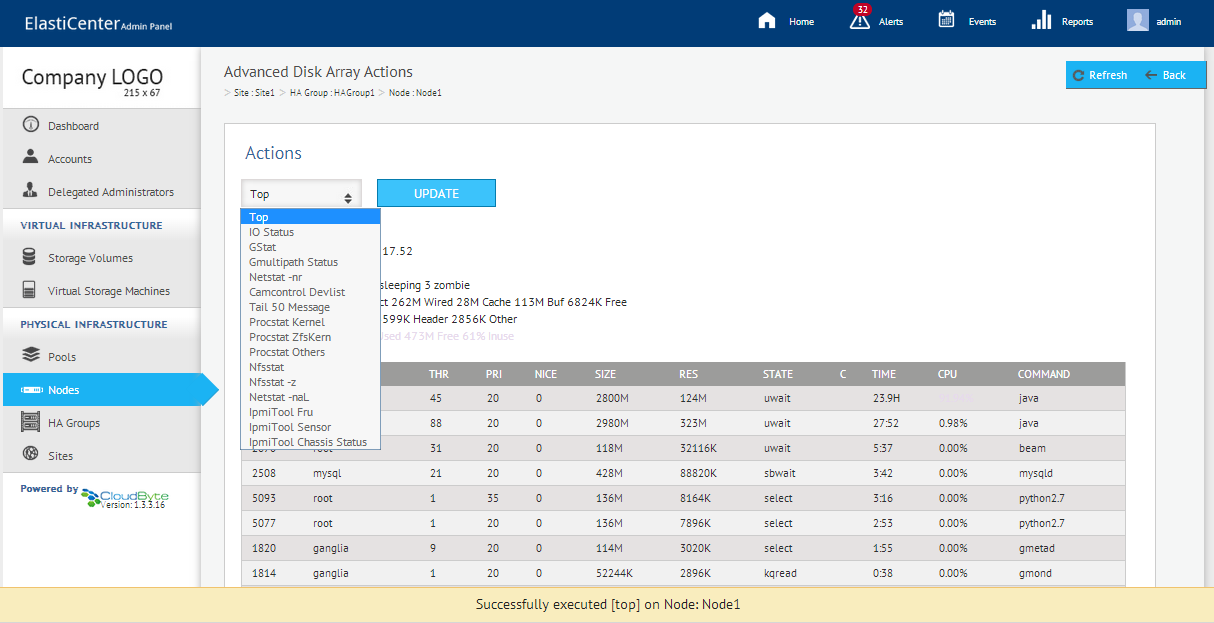 ElastiCenter Admin Panel
Home
32
Alerts
Events
Reports
admin
Company LOGO
215 x 67
Dashboard
Accounts
Delegated Administrators
VIRTUAL INFRASTRUCTURE
Storage Volumes
Virtual Storage Machines
PHYSICAL INFRASTRUCTURE
Pools
Nodes
HA Groups
Sites
Powered by CloudByte
Version: 1.3.3.16
Advanced Disk Array Actions
> Site : Site1 > HA Group : HAGroup1 > Node : Node1
Refresh
Back
Actions
Top
UPDATE
Top
IO Status
GStat
Gmultipath Status
Netstat -nr
Camcontrol Devlist
Tail 50 Message
Procstat Kernel
Procstat ZfsKern
Procstat Others
Nfsstat
Nfsstat -z
Netstat -naL
IpmiTool Fru
IpmiTool Sensor
IpmiTool Chassis Status
17.52
sleeping 3 zombie
ct 262M Wired 28M Cache 113M Buf 6824K Free
599K Header 2856K Other
Used 473M Free 61% Inuse
THR PRI NICE SIZE RES STATE C TIME CPU COMMAND
45 20 0 2800M 124M uwait 23.9H java
88 20 0 2980M 323M uwait 27:52 0.98% java
31 20 0 118M 32116K uwait 5:37 0.00% beam
2508 mysql 21 20 0 428M 88820K sbwait 3:42 0.00% mysqld
5093 root 1 35 0 136M 8164K select 3:16 0.00% python2.7
5077 root 1 20 0 136M 7896K select 2:53 0.00% python2.7
1820 ganglia 9 20 0 114M 3020K select 1:55 0.00% gmetad
1814 ganglia 1 20 0 52244K 2896K kqread 0:38 0.00% gmond
Successfully executed [top] on Node: Node1